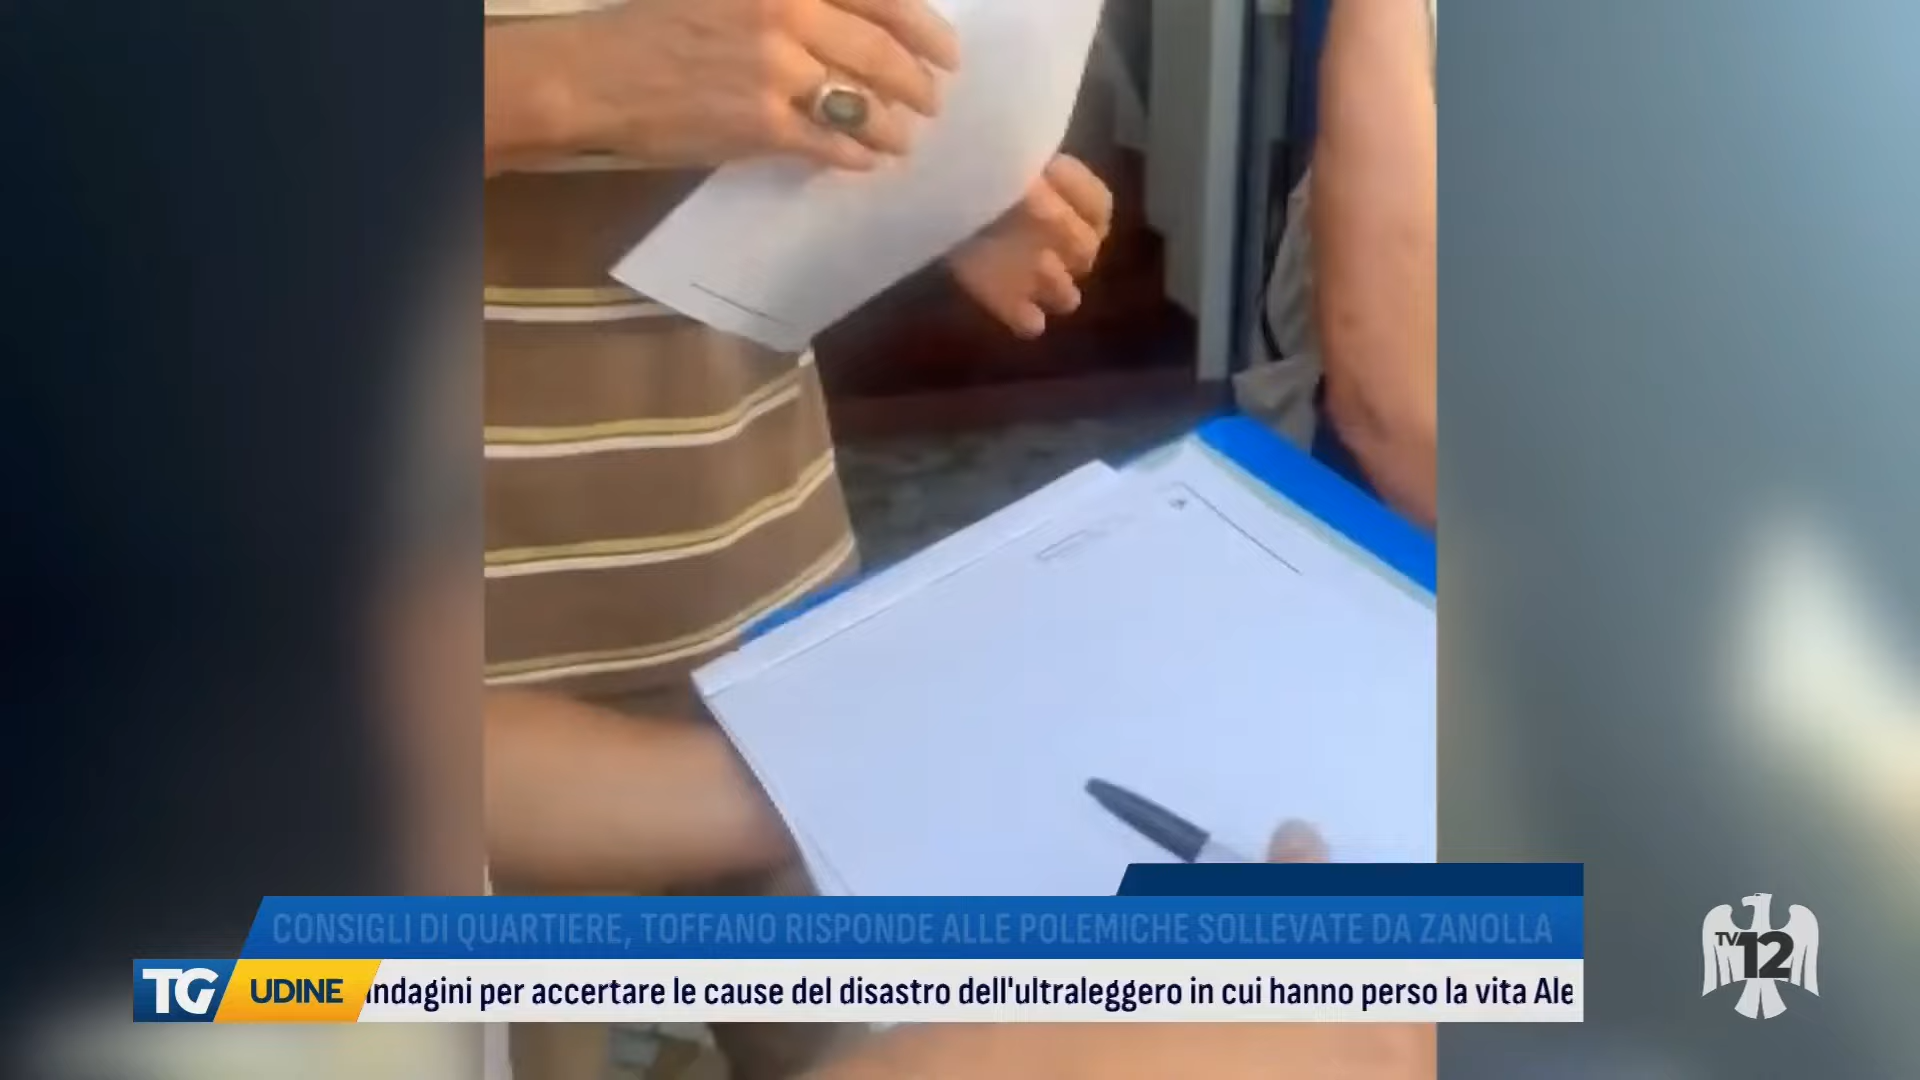 CONSIGLI DI QUARTIERE, TOFFANO RISPONDE ALLE POLEMICHE SOLLEVATE DA ZANOLLA
TG UDINE indagini per accertare le cause del disastro dell'ultraleggero in cui hanno perso la vita Ale
TV12